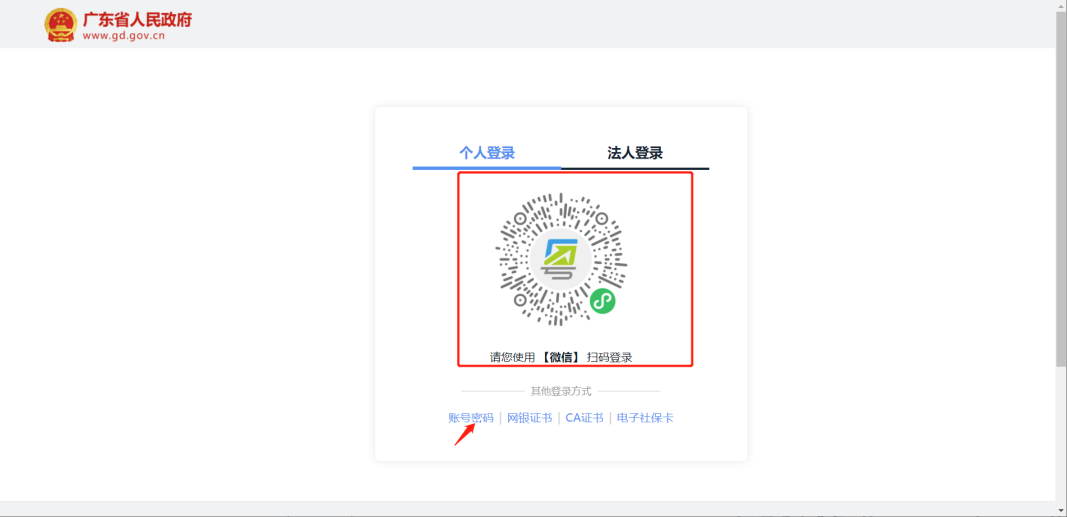 广东省人民政府
www.gd.gov.cn
个人登录 法人登录
请您使用【微信】扫码登录
其他登录方式
账号密码 | 网银证书 | CA证书 | 电子社保卡